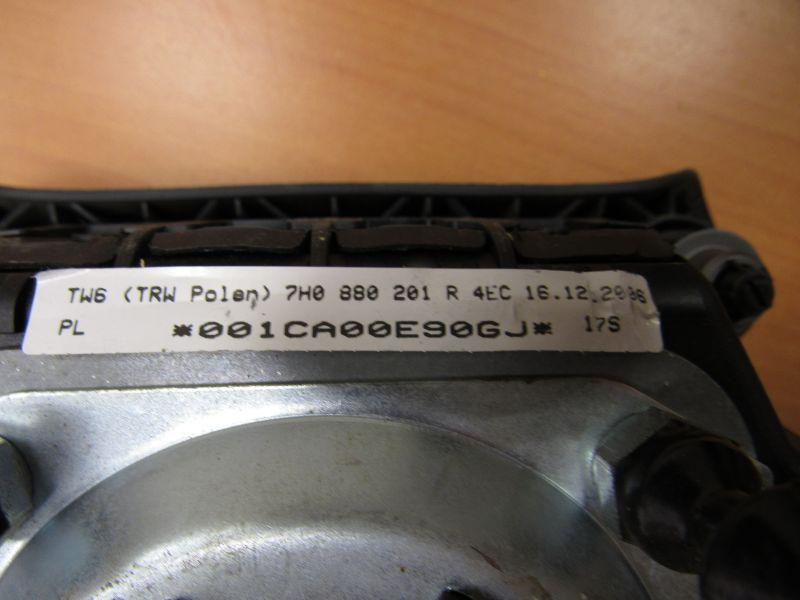 TW6 (TRW Polen) 7H0 880 201 R 4EC 16.12.2006
PL *001CA00E90GJ* 17S